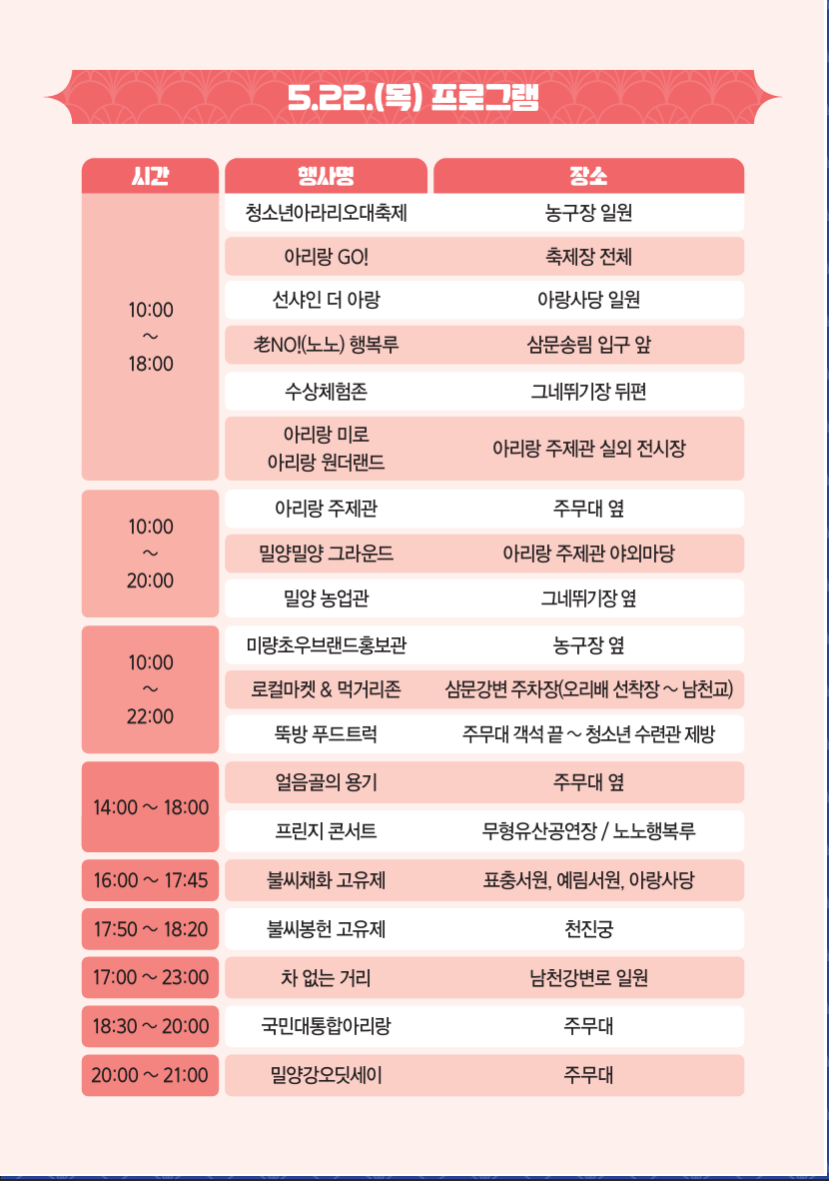 5.22.(목) 프로그램
시간 행사명 장소
10:00
~
18:00
청소년아라리오대축제 농구장 일원
아리랑 GO! 축제장 전체
선샤인 더 아랑 아랑사당 일원
老NO!(노노) 행복루 삼문송림 입구 앞
수상체험존 그네뛰기장 뒤편
아리랑 미로
아리랑 원더랜드
아리랑 주제관 실외 전시장
10:00
~
20:00
아리랑 주제관 주무대 옆
밀양밀양 그라운드 아리랑 주제관 야외마당
밀양 농업관 그네뛰기장 옆
10:00
~
22:00
미량초우브랜드홍보관 농구장 옆
로컬마켓 & 먹거리존 삼문강변 주차장(오리배 선착장 ~ 남천교)
뚝방 푸드트럭 주무대 객석 끝 ~ 청소년 수련관 제방
14:00 ~ 18:00
얼음골의 용기 주무대 옆
프린지 콘서트 무형유산공연장 / 노노행복루
16:00 ~ 17:45 불씨채화 고유제 표충서원, 예림서원, 아랑사당
17:50 ~ 18:20 불씨봉헌 고유제 천진궁
17:00 ~ 23:00 차 없는 거리 남천강변로 일원
18:30 ~ 20:00 국민대통합아리랑 주무대
20:00 ~ 21:00 밀양강오딧세이 주무대